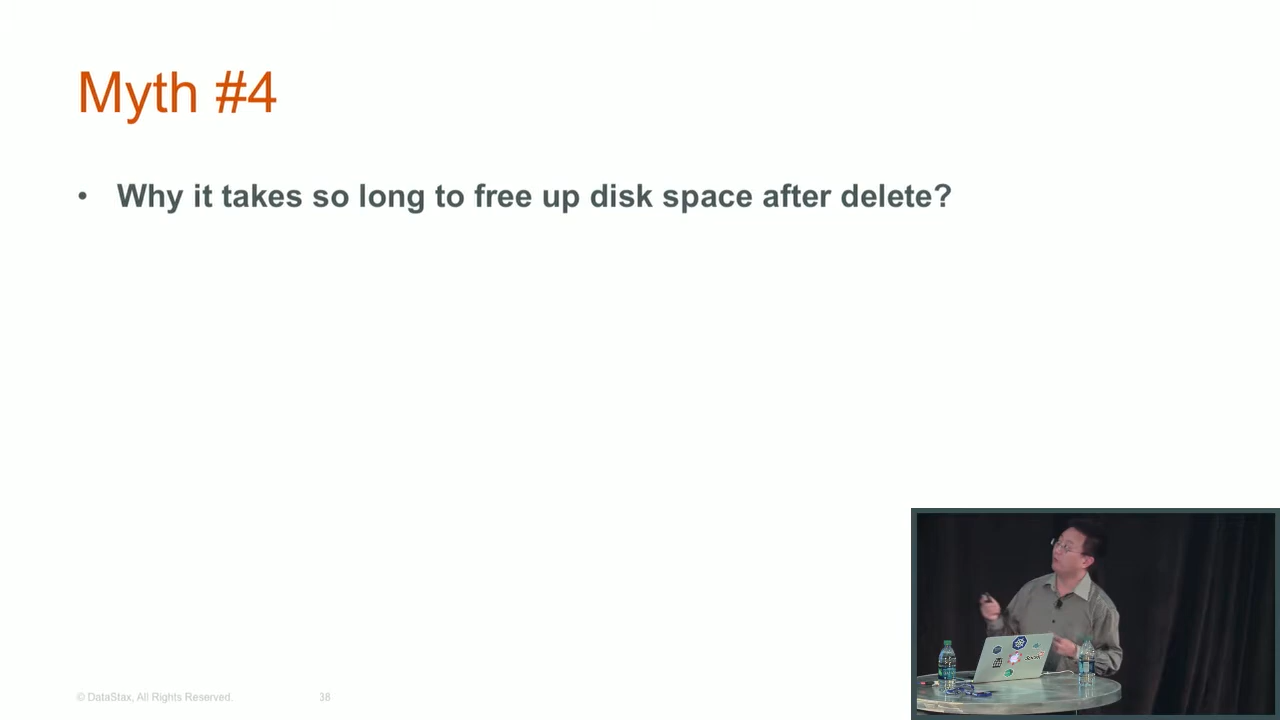 Myth #4
• Why it takes so long to free up disk space after delete?
© DataStax, All Rights Reserved.
38